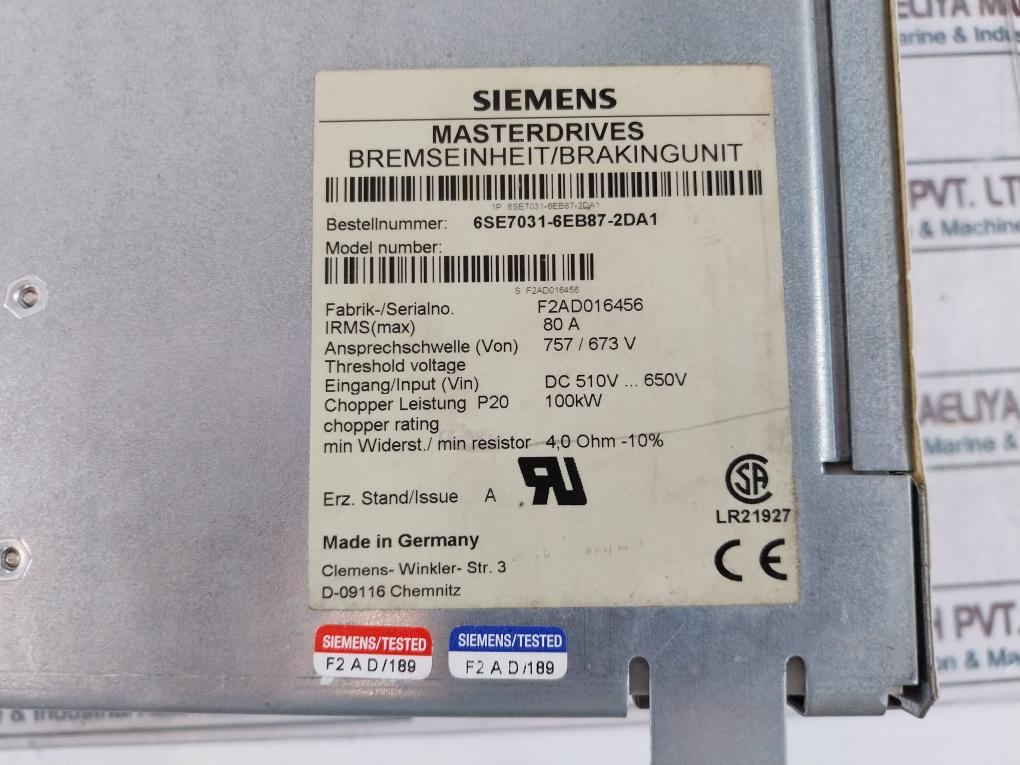 SIEMENS
MASTERDRIVES
BREMSEINHEIT/BRAKINGUNIT
1P 6SE7031-6EB87-2DA1
Bestellnummer: 6SE7031-6EB87-2DA1
Model number:
S F2AD016456
Fabrik-/Serialno. F2AD016456
IRMS(max) 80 A
Ansprechschwelle (Von) 757 / 673 V
Threshold voltage
Eingang/Input (Vin) DC 510V ... 650V
Chopper Leistung P20 100kW
chopper rating
min Widerst./ min resistor 4,0 Ohm -10%
Erz. Stand/Issue A
LR21927
Made in Germany
Clemens- Winkler- Str. 3
D-09116 Chemnitz
CE
SIEMENS/TESTED
F2 A D/189
SIEMENS/TESTED
F2 A D/189
PVT.
& Machine
AELIYA
Marine &
PVT.